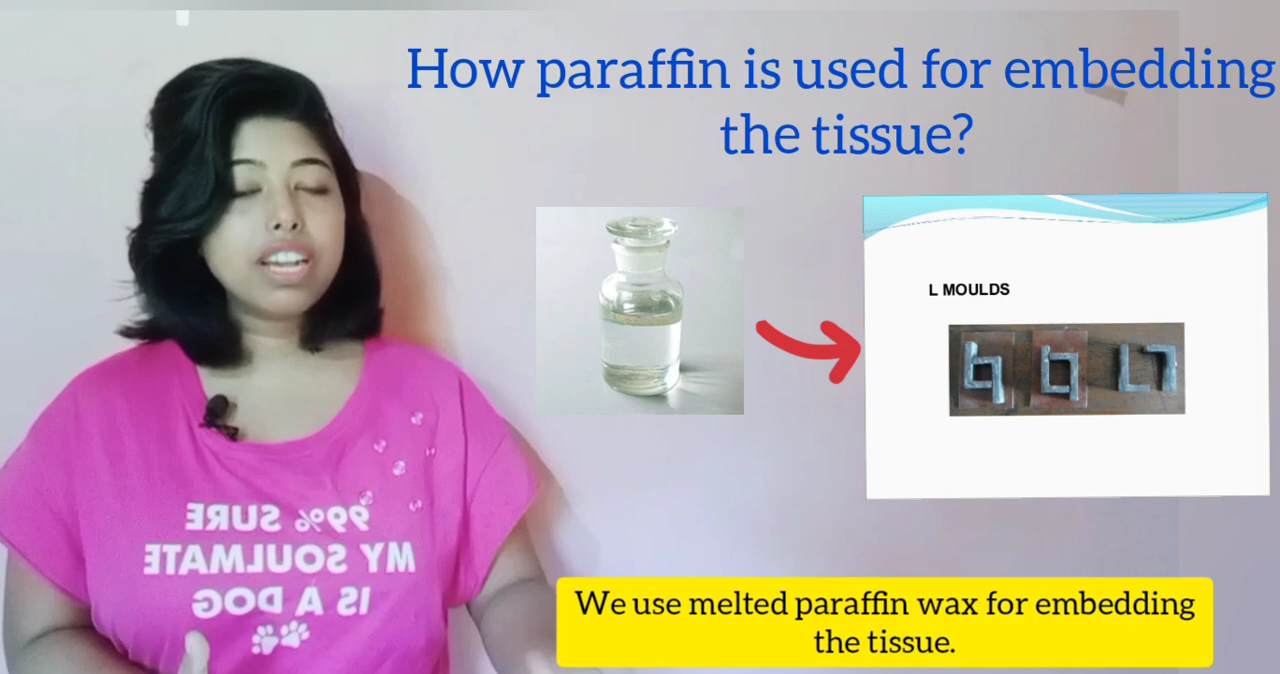 How paraffin is used for embedding
the tissue?
L MOULDS
99% SURE
MY SOULMATE
IS A DOG
We use melted paraffin wax for embedding
the tissue.